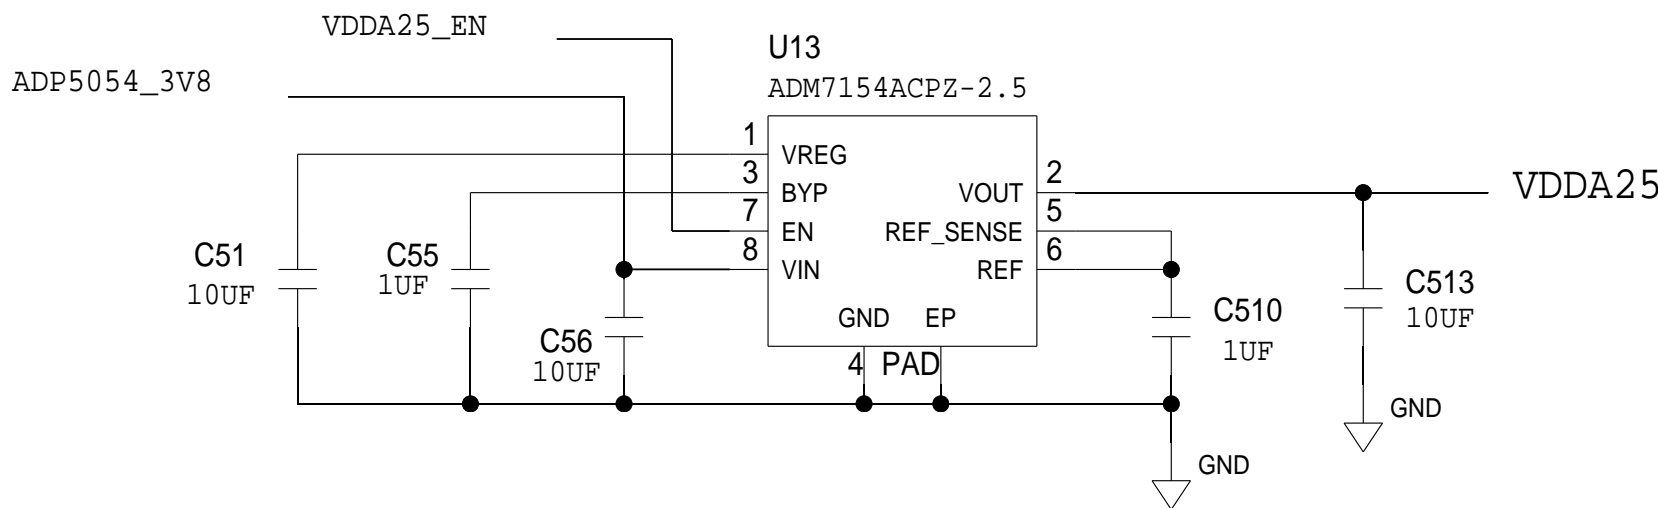 VDDA25_EN
ADP5054_3V8
U13
ADM7154ACPZ-2.5
1
VREG
3
BYP
7
EN
8
VIN
2
VOUT
5
REF_SENSE
6
REF
GND
EP
4
PAD
VDDA25
C51
10UF
C55
1UF
C56
10UF
C510
1UF
C513
10UF
GND
GND